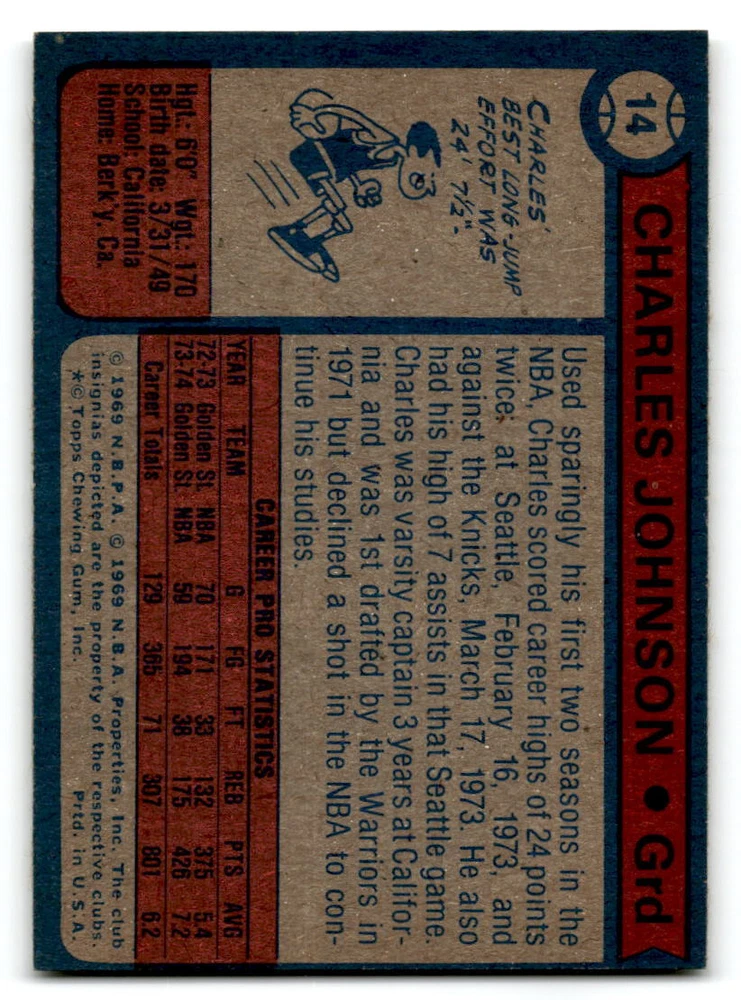 14
CHARLES JOHNSON • Grd
CHARLES'
BEST LONG-JUMP
EFFORT WAS
24' 7½"-
Hgt.: 6'0" Wgt.: 170
Birth date: 3/31/49
School: California
Home: Berk'y, Ca.
Used sparingly his first two seasons in the
NBA, Charles scored career highs of 24 points
twice; at Seattle, February 16, 1973, and
against the Knicks, March 17, 1973. He also
had his high of 7 assists in that Seattle game.
Charles was varsity captain 3 years at Califor-
nia and was 1st drafted by the Warriors in
1971 but declined a shot in the NBA to con-
tinue his studies.
CAREER PRO STATISTICS
YEAR TEAM G FG FT REB PTS AVG
72-73 Golden St. NBA 70 171 33 132 375 5.4
73-74 Golden St. NBA 59 194 38 175 426 7.2
Career Totals 129 365 71 307 801 6.2
© 1969 N.B.P.A. © 1969 N.B.A. Properties, Inc. The club
insignias depicted are the property of the respective clubs.
*© Topps Chewing Gum, Inc. Prtd. in U.S.A.